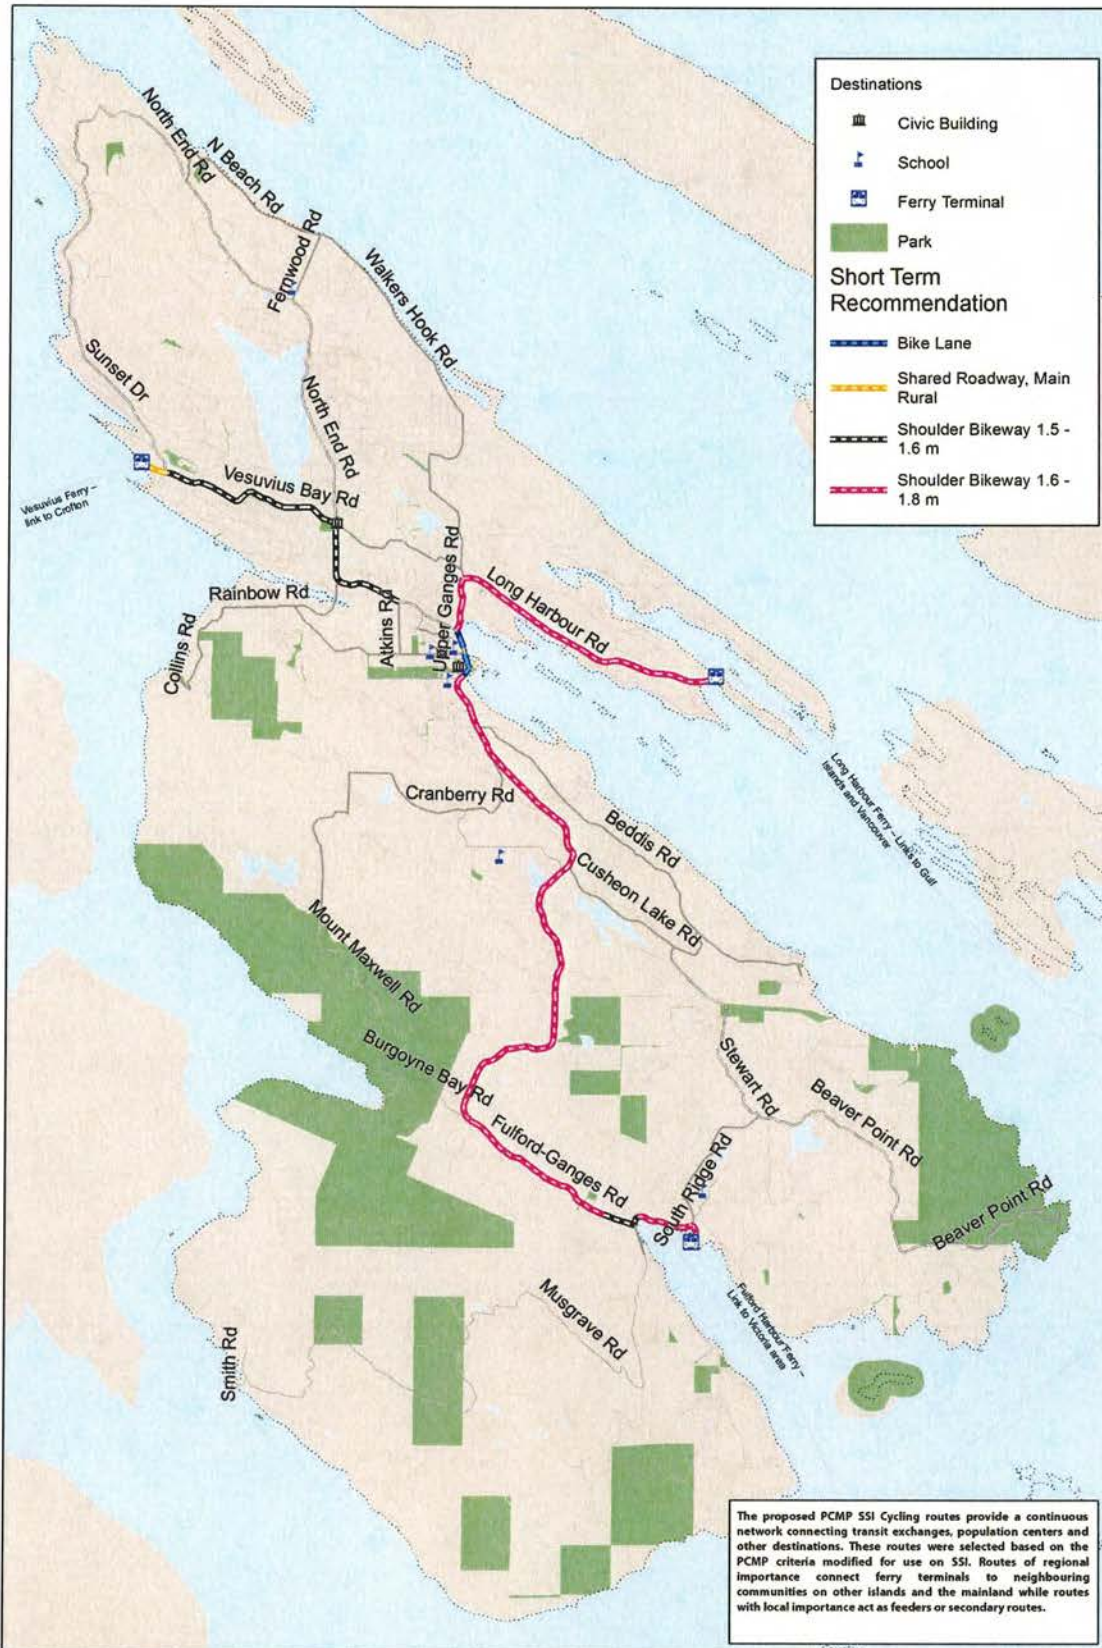 Destinations
Civic Building
School
Ferry Terminal
Park
Short Term
Recommendation
Bike Lane
Shared Roadway, Main
Rural
Shoulder Bikeway 1.5 -
1.6 m
Shoulder Bikeway 1.6 -
1.8 m
North End Rd
N Beach Rd
Fernwood Rd
Walkers Hook Rd
Sunset Dr
North End Rd
Vesuvius Bay Rd
Vesuvius Ferry –
link to Crofton
Upper Ganges Rd
Long Harbour Rd
Rainbow Rd
Atkins Rd
Collins Rd
Long Harbour Ferry – Links to Gulf
Islands and Vancouver
Cranberry Rd
Beddis Rd
Cusheon Lake Rd
Mount Maxwell Rd
Burgoyne Bay Rd
Stewart Rd
Beaver Point Rd
Fulford-Ganges Rd
South Ridge Rd
Beaver Point Rd
Musgrave Rd
Fulford Harbour Ferry –
Link to Victoria area
Smith Rd
The proposed PCMP SSI Cycling routes provide a continuous
network connecting transit exchanges, population centers and
other destinations. These routes were selected based on the
PCMP criteria modified for use on SSI. Routes of regional
importance connect ferry terminals to neighbouring
communities on other islands and the mainland while routes
with local importance act as feeders or secondary routes.